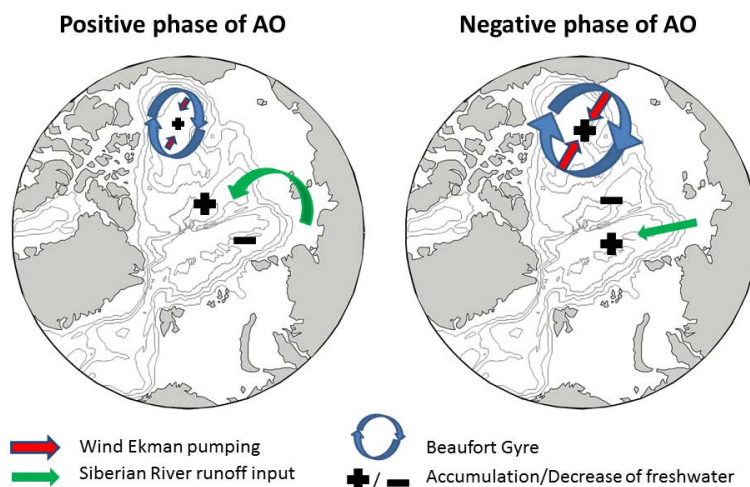 Positive phase of AO
Negative phase of AO
Wind Ekman pumping
Siberian River runoff input
Beaufort Gyre
+ / − Accumulation/Decrease of freshwater